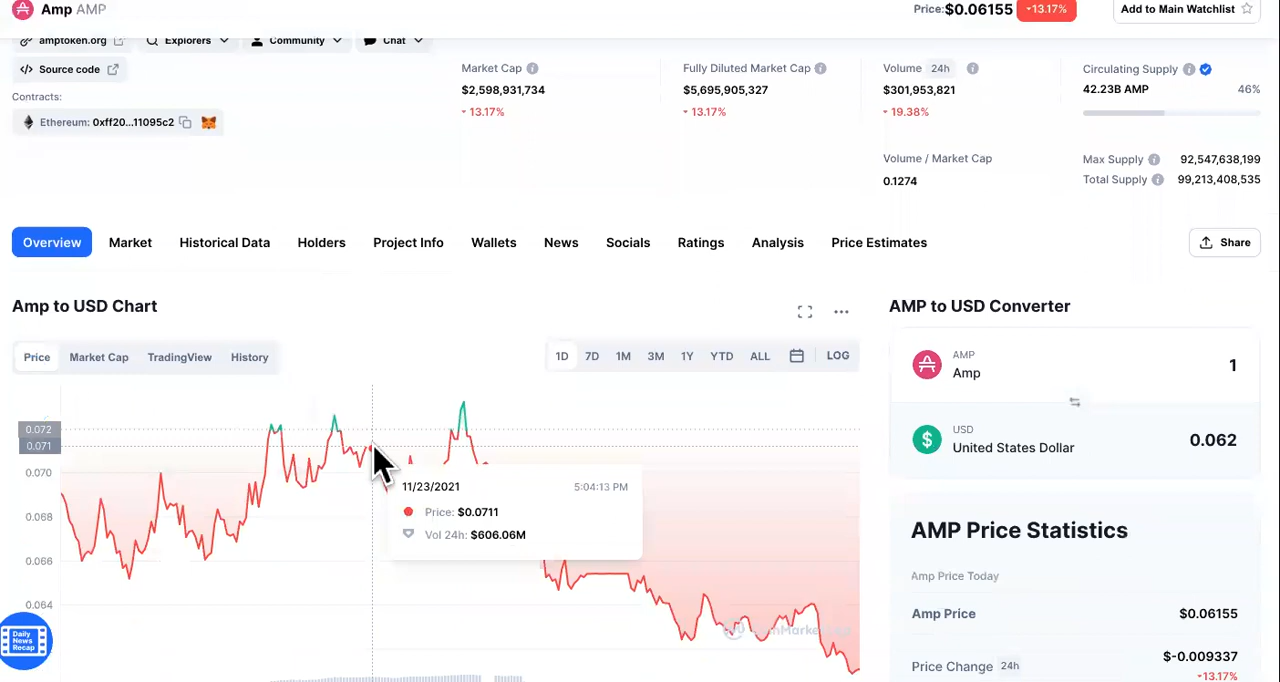 Amp AMP
Price:$0.06155
13.17%
Add to Main Watchlist
amptoken.org
Explorers
Community
Chat
Source code
Contracts:
Ethereum: 0xff20...11095c2
Market Cap
$2,598,931,734
13.17%
Fully Diluted Market Cap
$5,695,905,327
13.17%
Volume 24h
$301,953,821
19.38%
Volume / Market Cap
0.1274
Circulating Supply
42.23B AMP 46%
Max Supply 92,547,638,199
Total Supply 99,213,408,535
Overview Market Historical Data Holders Project Info Wallets News Socials Ratings Analysis Price Estimates
Share
Amp to USD Chart
Price Market Cap TradingView History
1D 7D 1M 3M 1Y YTD ALL LOG
0.072
0.071
0.070
0.068
0.066
0.064
11/23/2021 5:04:13 PM
Price: $0.0711
Vol 24h: $606.06M
Daily
News
Recap
AMP to USD Converter
AMP
Amp 1
USD
United States Dollar 0.062
AMP Price Statistics
Amp Price Today
Amp Price $0.06155
Price Change 24h $-0.009337
13.17%